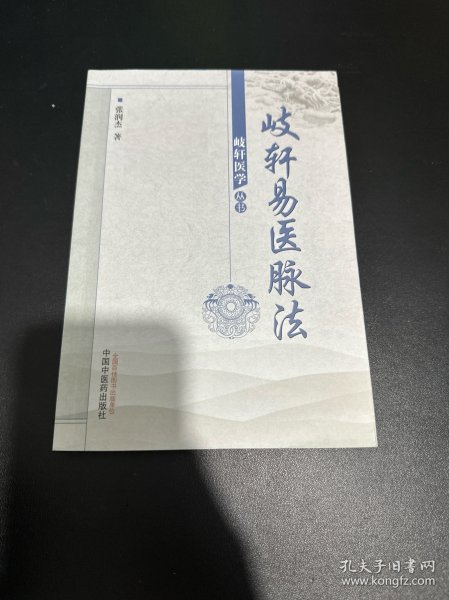 岐轩易医脉法
岐轩医学
丛书
张润杰 著
全国百佳图书出版单位
中国中医药出版社
孔夫子旧书网
www.kongfz.com